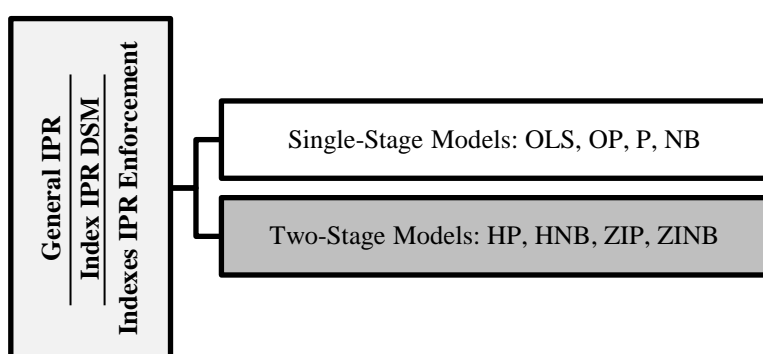 General IPR
Index IPR DSM
Indexes IPR Enforcement
Single-Stage Models: OLS, OP, P, NB
Two-Stage Models: HP, HNB, ZIP, ZINB